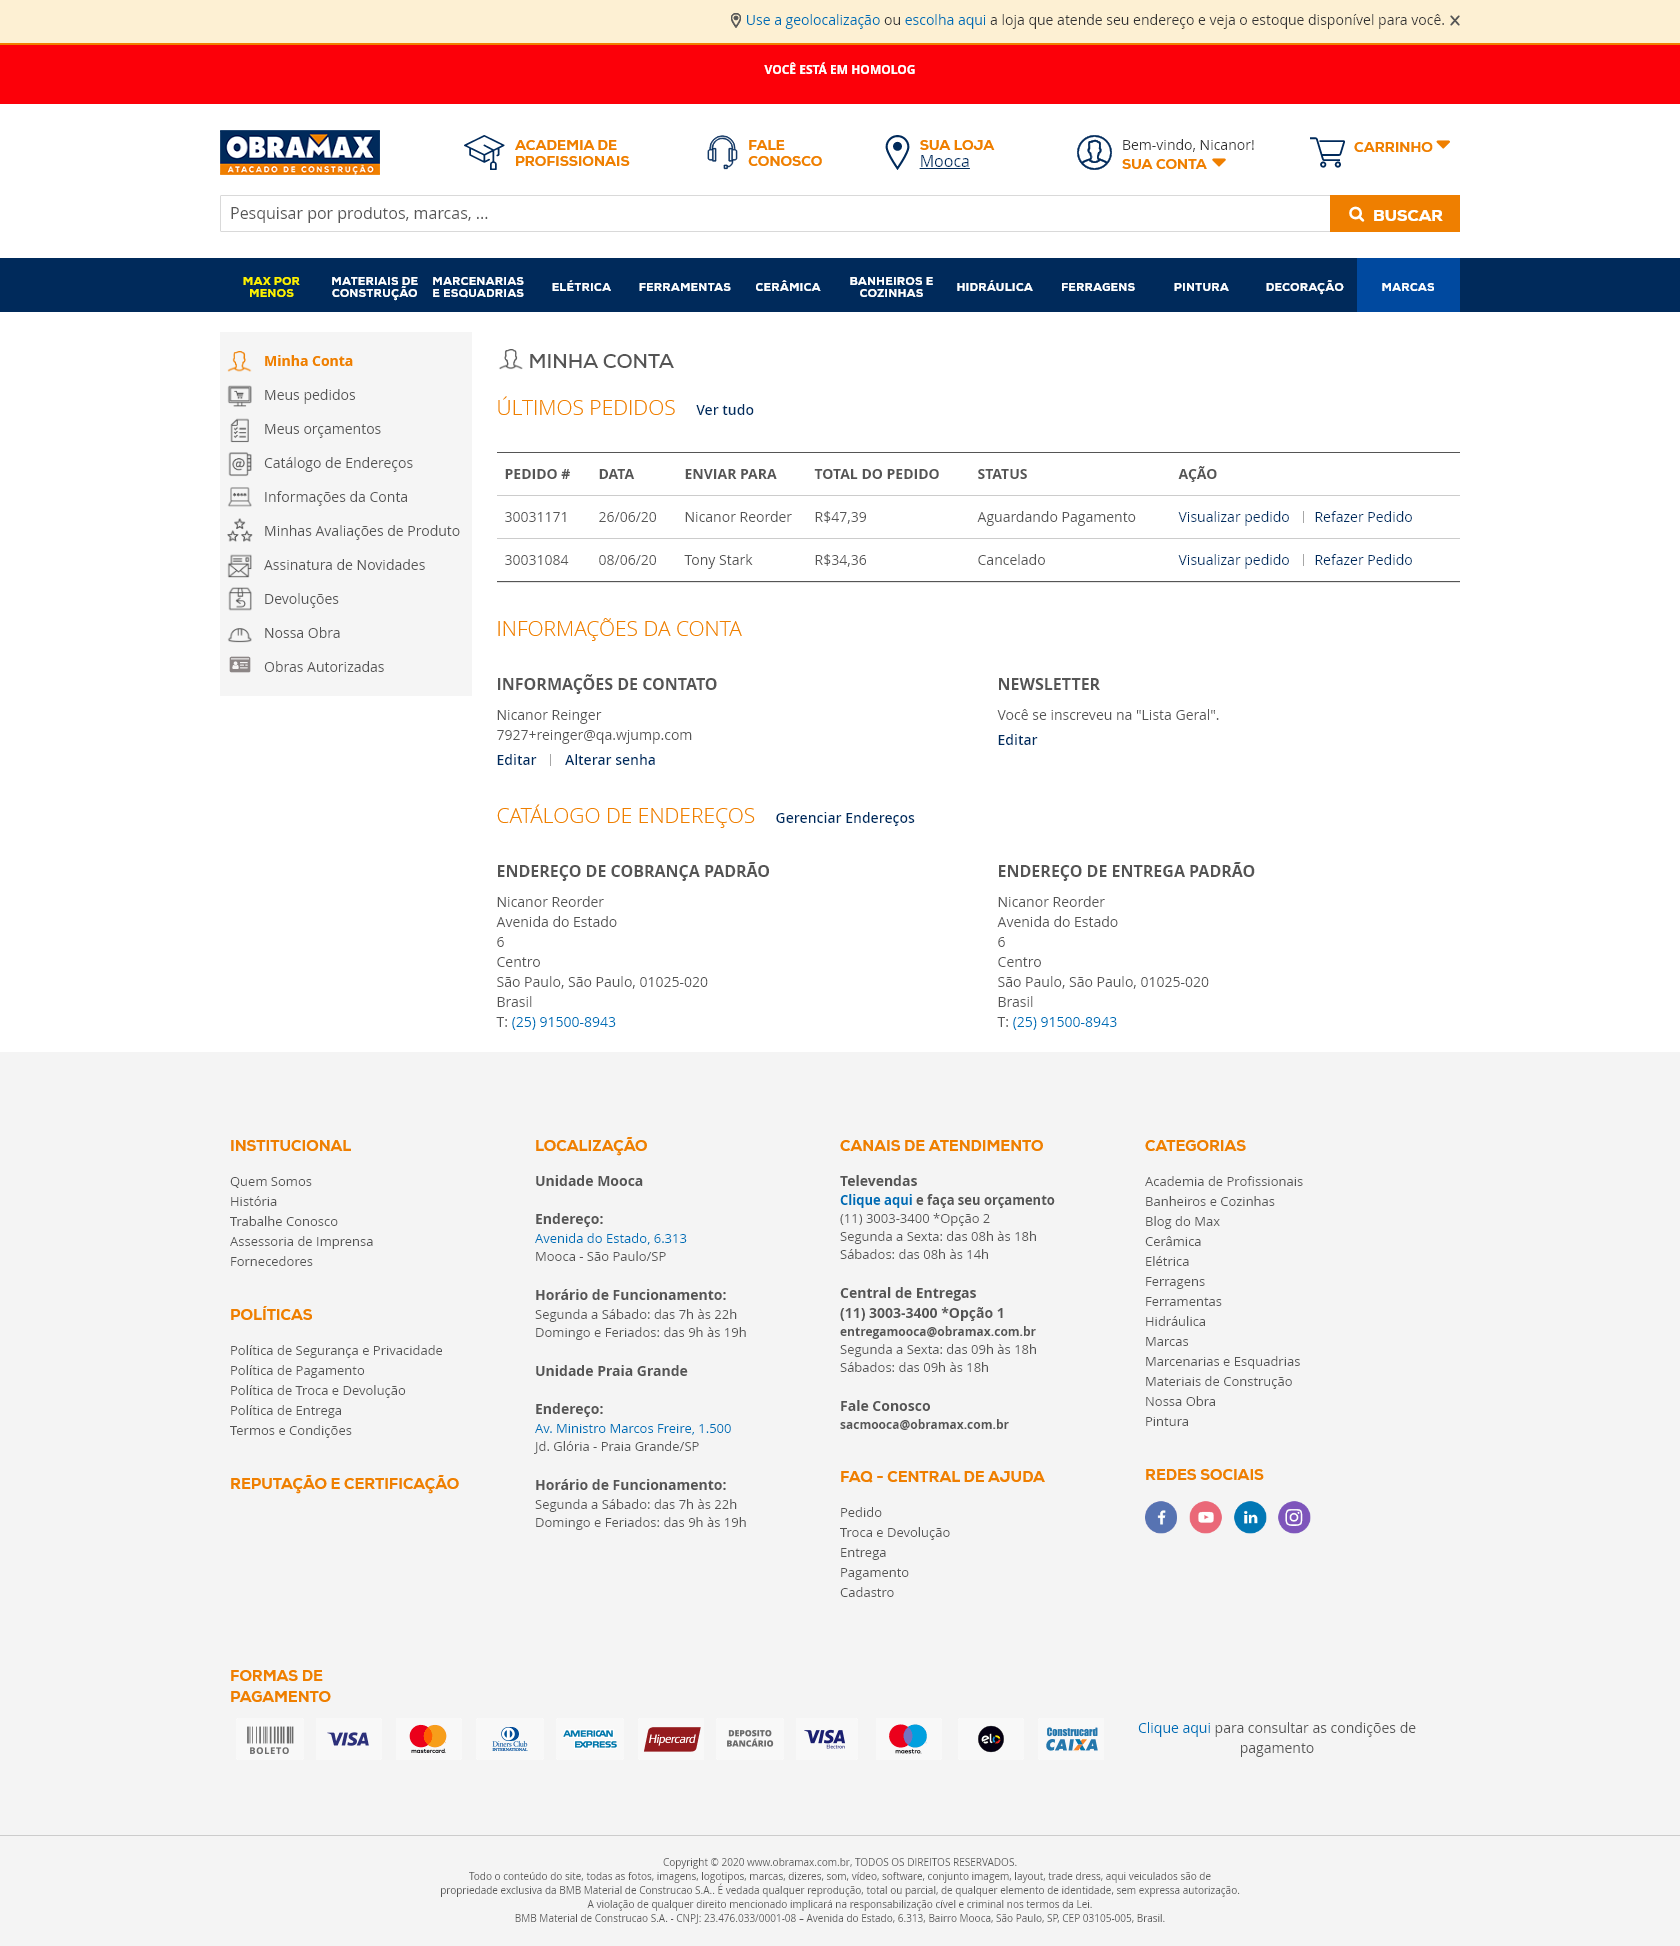 Use a geolocalização ou escolha aqui a loja que atende seu endereço e veja o estoque disponível para você.
VOCÊ ESTÁ EM HOMOLOG
OBRAMAX
ATACADO DE CONSTRUÇÃO
ACADEMIA DE
PROFISSIONAIS
FALE
CONOSCO
SUA LOJA
Mooca
Bem-vindo, Nicanor!
SUA CONTA
CARRINHO
Pesquisar por produtos, marcas, ...
BUSCAR
MAX POR
MENOS
MATERIAIS DE
CONSTRUÇÃO
MARCENARIAS
E ESQUADRIAS
ELÉTRICA
FERRAMENTAS
CERÂMICA
BANHEIROS E
COZINHAS
HIDRÁULICA
FERRAGENS
PINTURA
DECORAÇÃO
MARCAS
Minha Conta
Meus pedidos
Meus orçamentos
Catálogo de Endereços
Informações da Conta
Minhas Avaliações de Produto
Assinatura de Novidades
Devoluções
Nossa Obra
Obras Autorizadas
MINHA CONTA
ÚLTIMOS PEDIDOS Ver tudo
PEDIDO # DATA ENVIAR PARA TOTAL DO PEDIDO STATUS AÇÃO
30031171 26/06/20 Nicanor Reorder R$47,39 Aguardando Pagamento Visualizar pedido | Refazer Pedido
30031084 08/06/20 Tony Stark R$34,36 Cancelado Visualizar pedido | Refazer Pedido
INFORMAÇÕES DA CONTA
INFORMAÇÕES DE CONTATO
Nicanor Reinger
7927+reinger@qa.wjump.com
Editar | Alterar senha
NEWSLETTER
Você se inscreveu na "Lista Geral".
Editar
CATÁLOGO DE ENDEREÇOS Gerenciar Endereços
ENDEREÇO DE COBRANÇA PADRÃO
Nicanor Reorder
Avenida do Estado
6
Centro
São Paulo, São Paulo, 01025-020
Brasil
T: (25) 91500-8943
ENDEREÇO DE ENTREGA PADRÃO
Nicanor Reorder
Avenida do Estado
6
Centro
São Paulo, São Paulo, 01025-020
Brasil
T: (25) 91500-8943
INSTITUCIONAL
Quem Somos
História
Trabalhe Conosco
Assessoria de Imprensa
Fornecedores
POLÍTICAS
Política de Segurança e Privacidade
Política de Pagamento
Política de Troca e Devolução
Política de Entrega
Termos e Condições
REPUTAÇÃO E CERTIFICAÇÃO
LOCALIZAÇÃO
Unidade Mooca
Endereço:
Avenida do Estado, 6.313
Mooca - São Paulo/SP
Horário de Funcionamento:
Segunda a Sábado: das 7h às 22h
Domingo e Feriados: das 9h às 19h
Unidade Praia Grande
Endereço:
Av. Ministro Marcos Freire, 1.500
Jd. Glória - Praia Grande/SP
Horário de Funcionamento:
Segunda a Sábado: das 7h às 22h
Domingo e Feriados: das 9h às 19h
CANAIS DE ATENDIMENTO
Televendas
Clique aqui e faça seu orçamento
(11) 3003-3400 *Opção 2
Segunda a Sexta: das 08h às 18h
Sábados: das 08h às 14h
Central de Entregas
(11) 3003-3400 *Opção 1
entregamooca@obramax.com.br
Segunda a Sexta: das 09h às 18h
Sábados: das 09h às 18h
Fale Conosco
sacmooca@obramax.com.br
FAQ - CENTRAL DE AJUDA
Pedido
Troca e Devolução
Entrega
Pagamento
Cadastro
CATEGORIAS
Academia de Profissionais
Banheiros e Cozinhas
Blog do Max
Cerâmica
Elétrica
Ferragens
Ferramentas
Hidráulica
Marcas
Marcenarias e Esquadrias
Materiais de Construção
Nossa Obra
Pintura
REDES SOCIAIS
FORMAS DE
PAGAMENTO
BOLETO
VISA
mastercard
Diners Club
INTERNATIONAL
AMERICAN
EXPRESS
Hipercard
DEPOSITO
BANCÁRIO
VISA
Electron
maestro
elo
Construcard
CAIXA
Clique aqui para consultar as condições de
pagamento
Copyright © 2020 www.obramax.com.br, TODOS OS DIREITOS RESERVADOS.
Todo o conteúdo do site, todas as fotos, imagens, logotipos, marcas, dizeres, som, vídeo, software, conjunto imagem, layout, trade dress, aqui veiculados são de
propriedade exclusiva da BMB Material de Construcao S.A.. É vedada qualquer reprodução, total ou parcial, de qualquer elemento de identidade, sem expressa autorização.
A violação de qualquer direito mencionado implicará na responsabilização cível e criminal nos termos da Lei.
BMB Material de Construcao S.A. - CNPJ: 23.476.033/0001-08 – Avenida do Estado, 6.313, Bairro Mooca, São Paulo, SP, CEP 03105-005, Brasil.